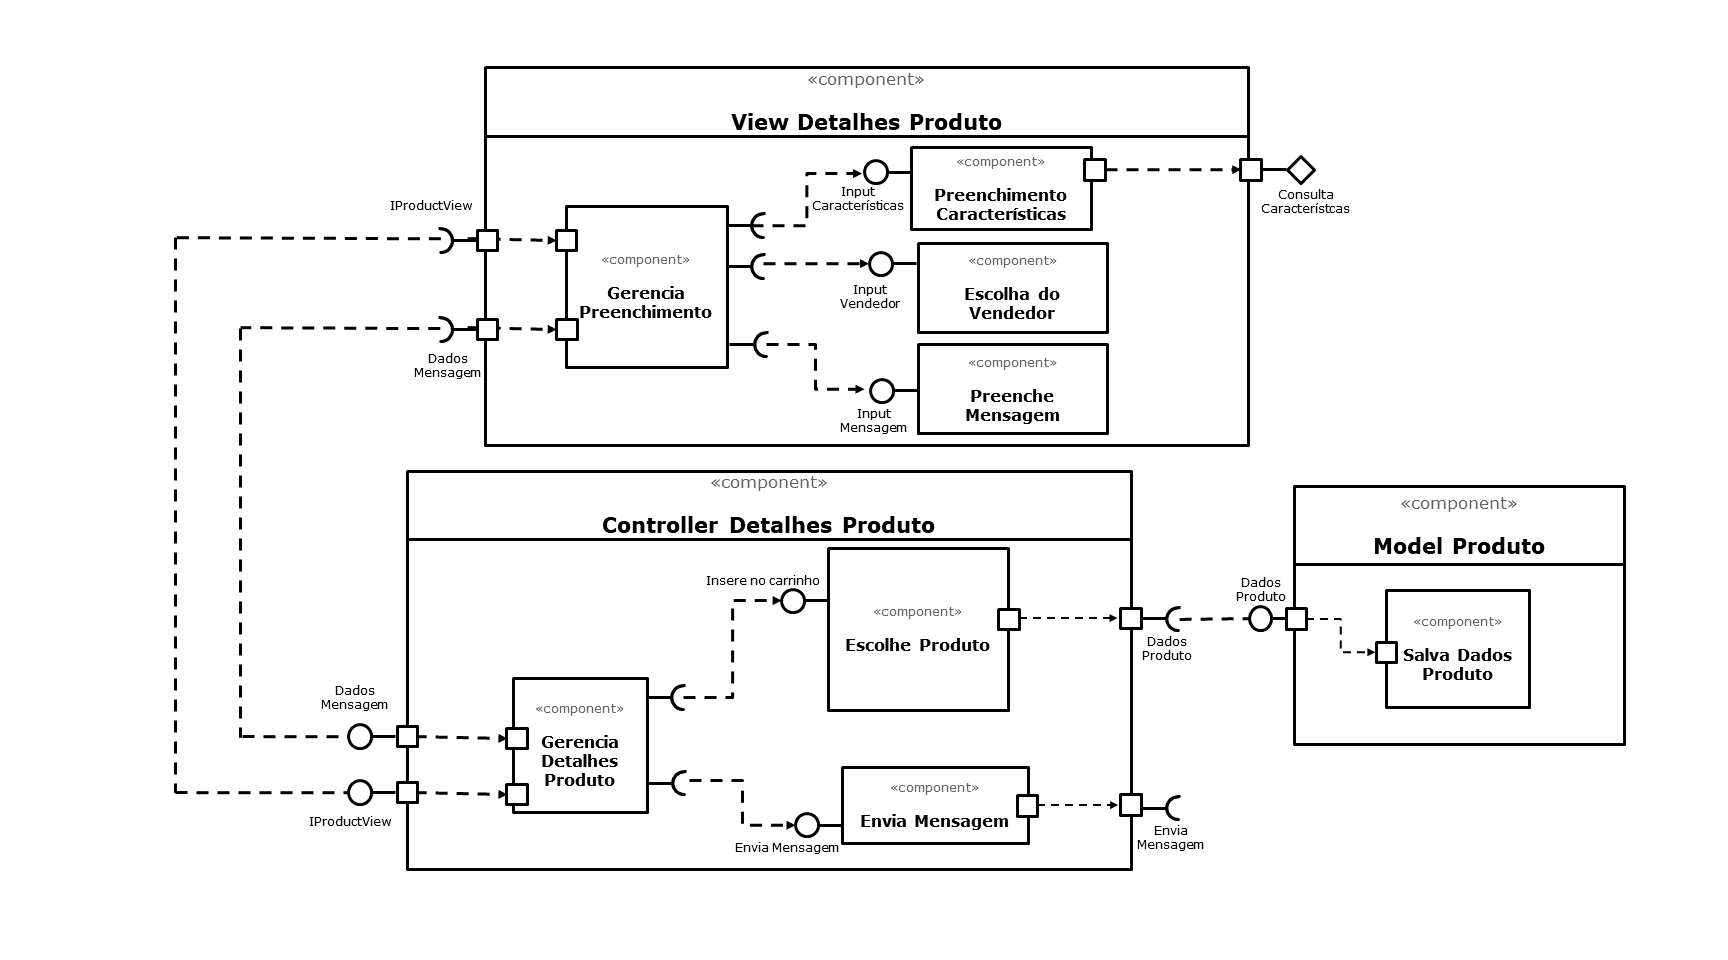 «component»
View Detalhes Produto
IProductView
Dados
Mensagem
«component»
Gerencia
Preenchimento
Input
Características
«component»
Preenchimento
Características
Consulta
Característcas
Input
Vendedor
«component»
Escolha do
Vendedor
Input
Mensagem
«component»
Preenche
Mensagem
«component»
Controller Detalhes Produto
Dados
Mensagem
IProductView
«component»
Gerencia
Detalhes
Produto
Insere no carrinho
«component»
Escolhe Produto
Dados
Produto
Envia Mensagem
«component»
Envia Mensagem
Envia
Mensagem
«component»
Model Produto
Dados
Produto
«component»
Salva Dados
Produto